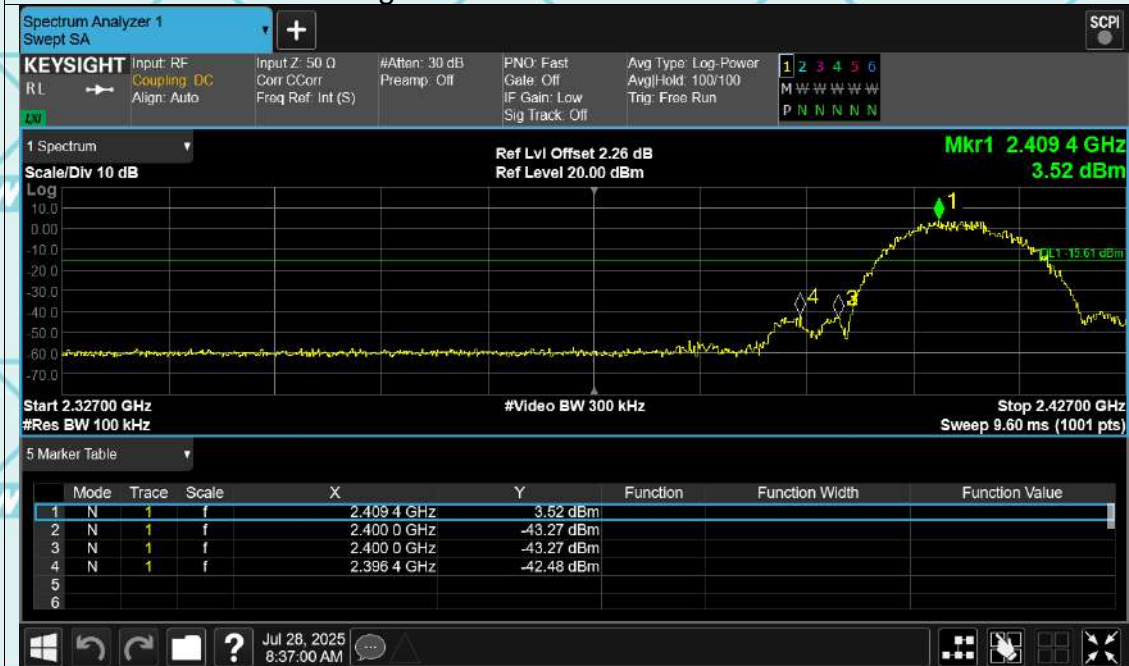 Spectrum Analyzer 1
Swept SA
+
SCPI
KEYSIGHT
RL
LXI
Input: RF
Coupling: DC
Align: Auto
Input Z: 50 Ω
Corr CCorr
Freq Ref: Int (S)
#Atten: 30 dB
Preamp: Off
PNO: Fast
Gate: Off
IF Gain: Low
Sig Track: Off
Avg Type: Log-Power
Avg|Hold: 100/100
Trig: Free Run
1 2 3 4 5 6
M W W W W W
P N N N N N
1 Spectrum
Scale/Div 10 dB
Ref Lvl Offset 2.26 dB
Ref Level 20.00 dBm
Mkr1 2.409 4 GHz
3.52 dBm
Log
10.0
0.00
-10.0
-20.0
-30.0
-40.0
-50.0
-60.0
-70.0
1
DL1 -15.61 dBm
4
3
Start 2.32700 GHz
#Video BW 300 kHz
Stop 2.42700 GHz
#Res BW 100 kHz
Sweep 9.60 ms (1001 pts)
5 Marker Table
Mode Trace Scale X Y Function Function Width Function Value
1 N 1 f 2.409 4 GHz 3.52 dBm
2 N 1 f 2.400 0 GHz -43.27 dBm
3 N 1 f 2.400 0 GHz -43.27 dBm
4 N 1 f 2.396 4 GHz -42.48 dBm
5
6
?
Jul 28, 2025
8:37:00 AM